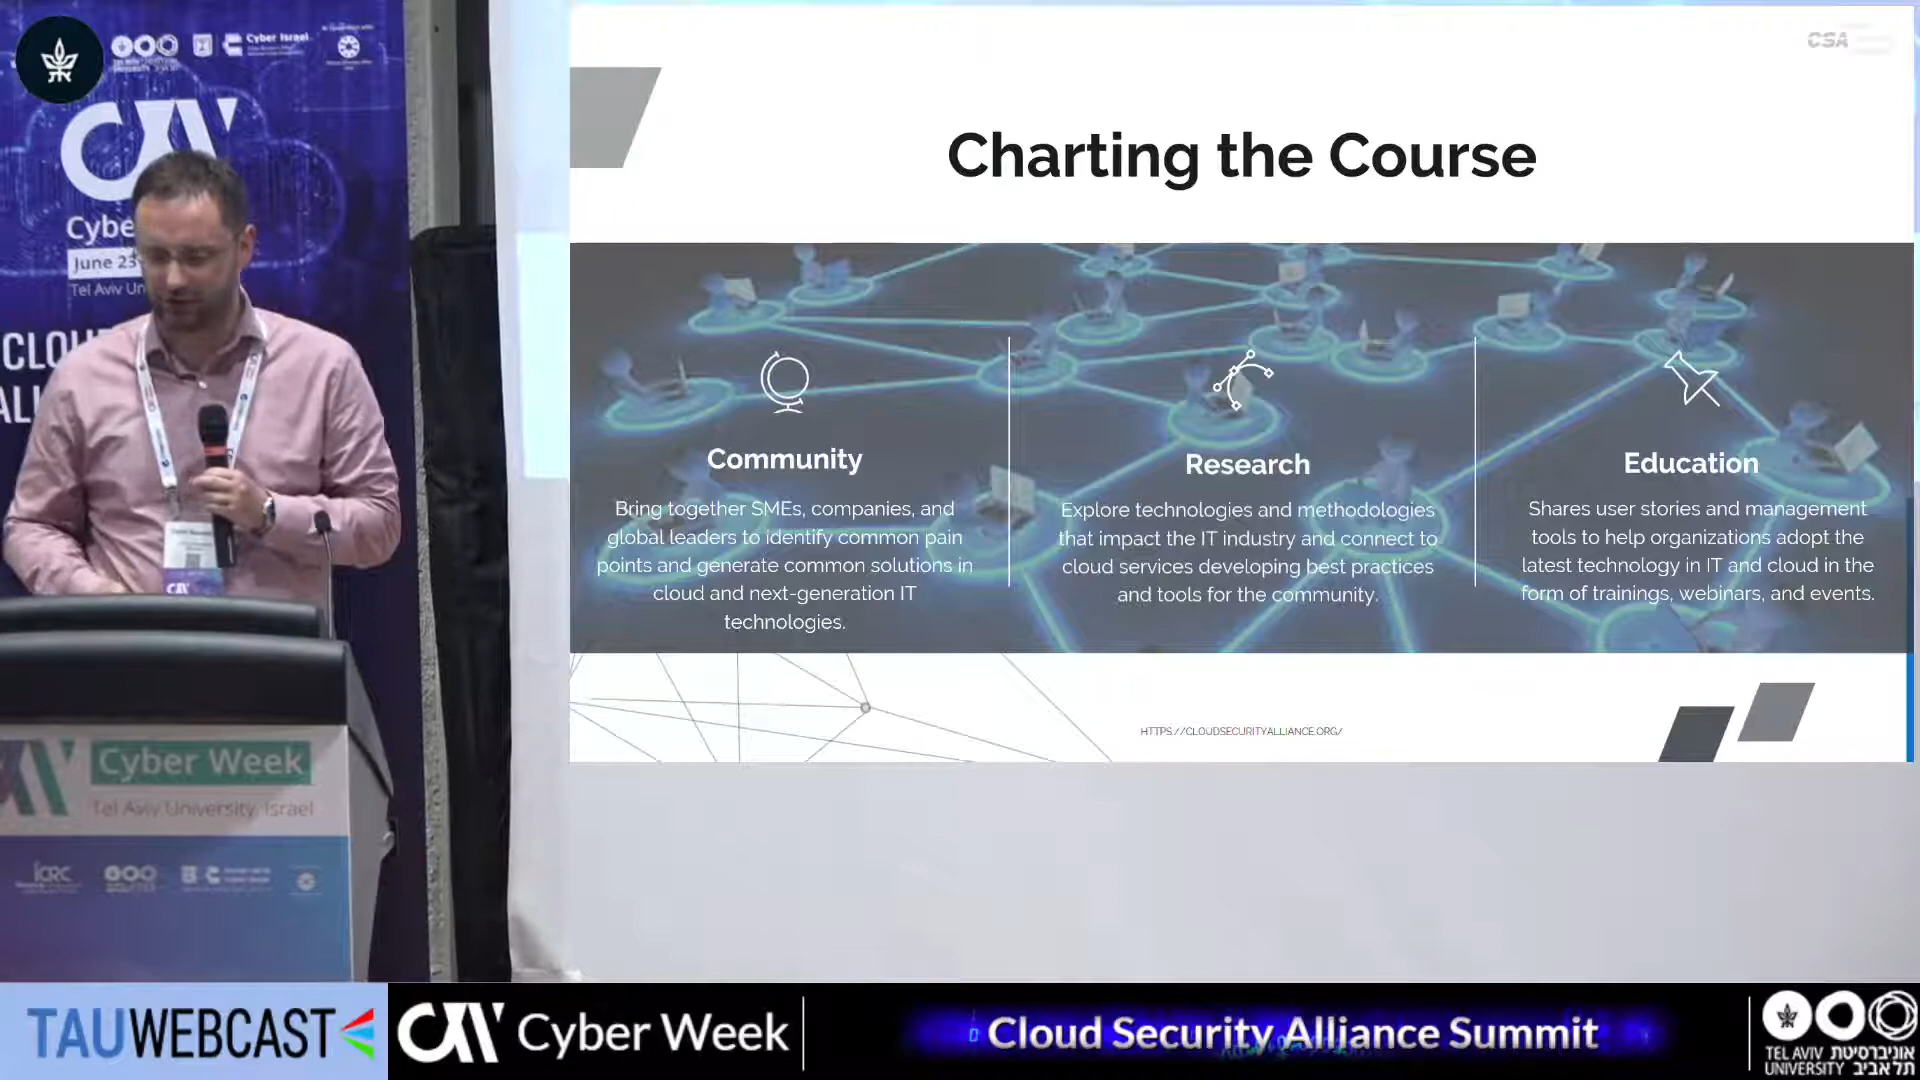 Cyber Israel
Cybe
June 23
Tel Aviv Un
CLOU
ALL
Cyber Week
Tel Aviv University, Israel
icrc
CSA
Charting the Course
Community
Bring together SMEs, companies, and
global leaders to identify common pain
points and generate common solutions in
cloud and next-generation IT
technologies.
Research
Explore technologies and methodologies
that impact the IT industry and connect to
cloud services developing best practices
and tools for the community.
Education
Shares user stories and management
tools to help organizations adopt the
latest technology in IT and cloud in the
form of trainings, webinars, and events.
HTTPS://CLOUDSECURITYALLIANCE.ORG/
TAUWEBCAST
Cyber Week
Cloud Security Alliance Summit
TEL AVIV אוניברסיטת
UNIVERSITY תל אביב